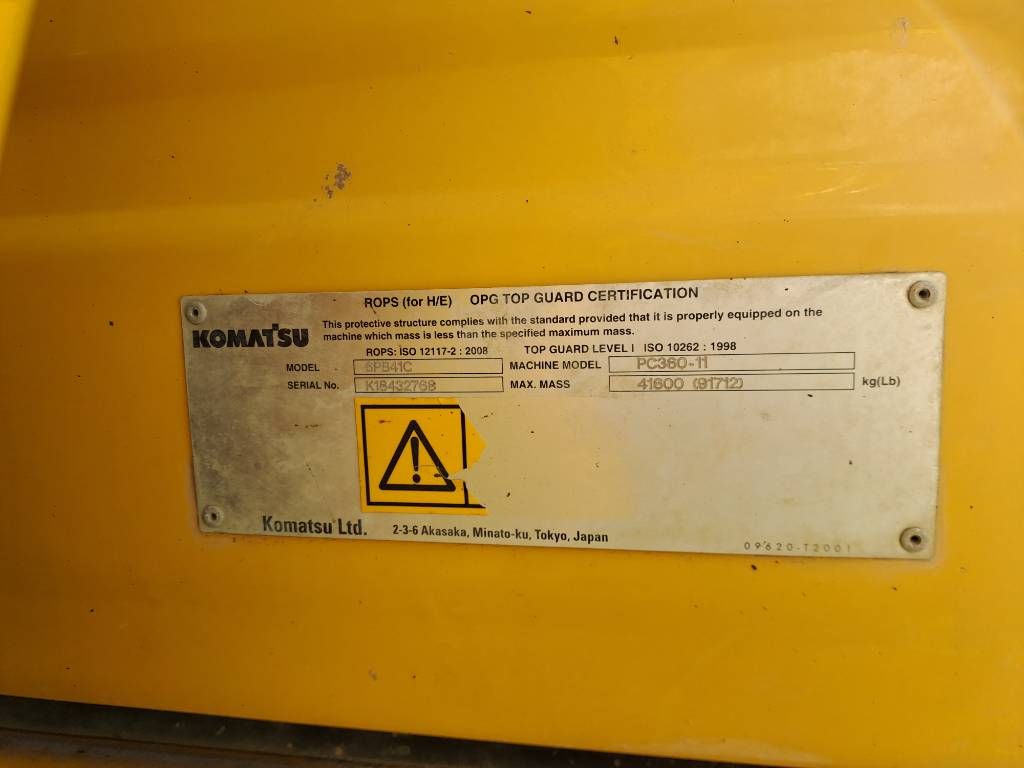 ROPS (for H/E) OPG TOP GUARD CERTIFICATION
KOMATSU
This protective structure complies with the standard provided that it is properly equipped on the
machine which mass is less than the specified maximum mass.
ROPS: ISO 12117-2 : 2008 TOP GUARD LEVEL I ISO 10262 : 1998
MODEL 6PB41C MACHINE MODEL PC360-11
SERIAL No. K18432768 MAX. MASS 41600 (91712) kg(Lb)
Komatsu Ltd. 2-3-6 Akasaka, Minato-ku, Tokyo, Japan
09620-T2001